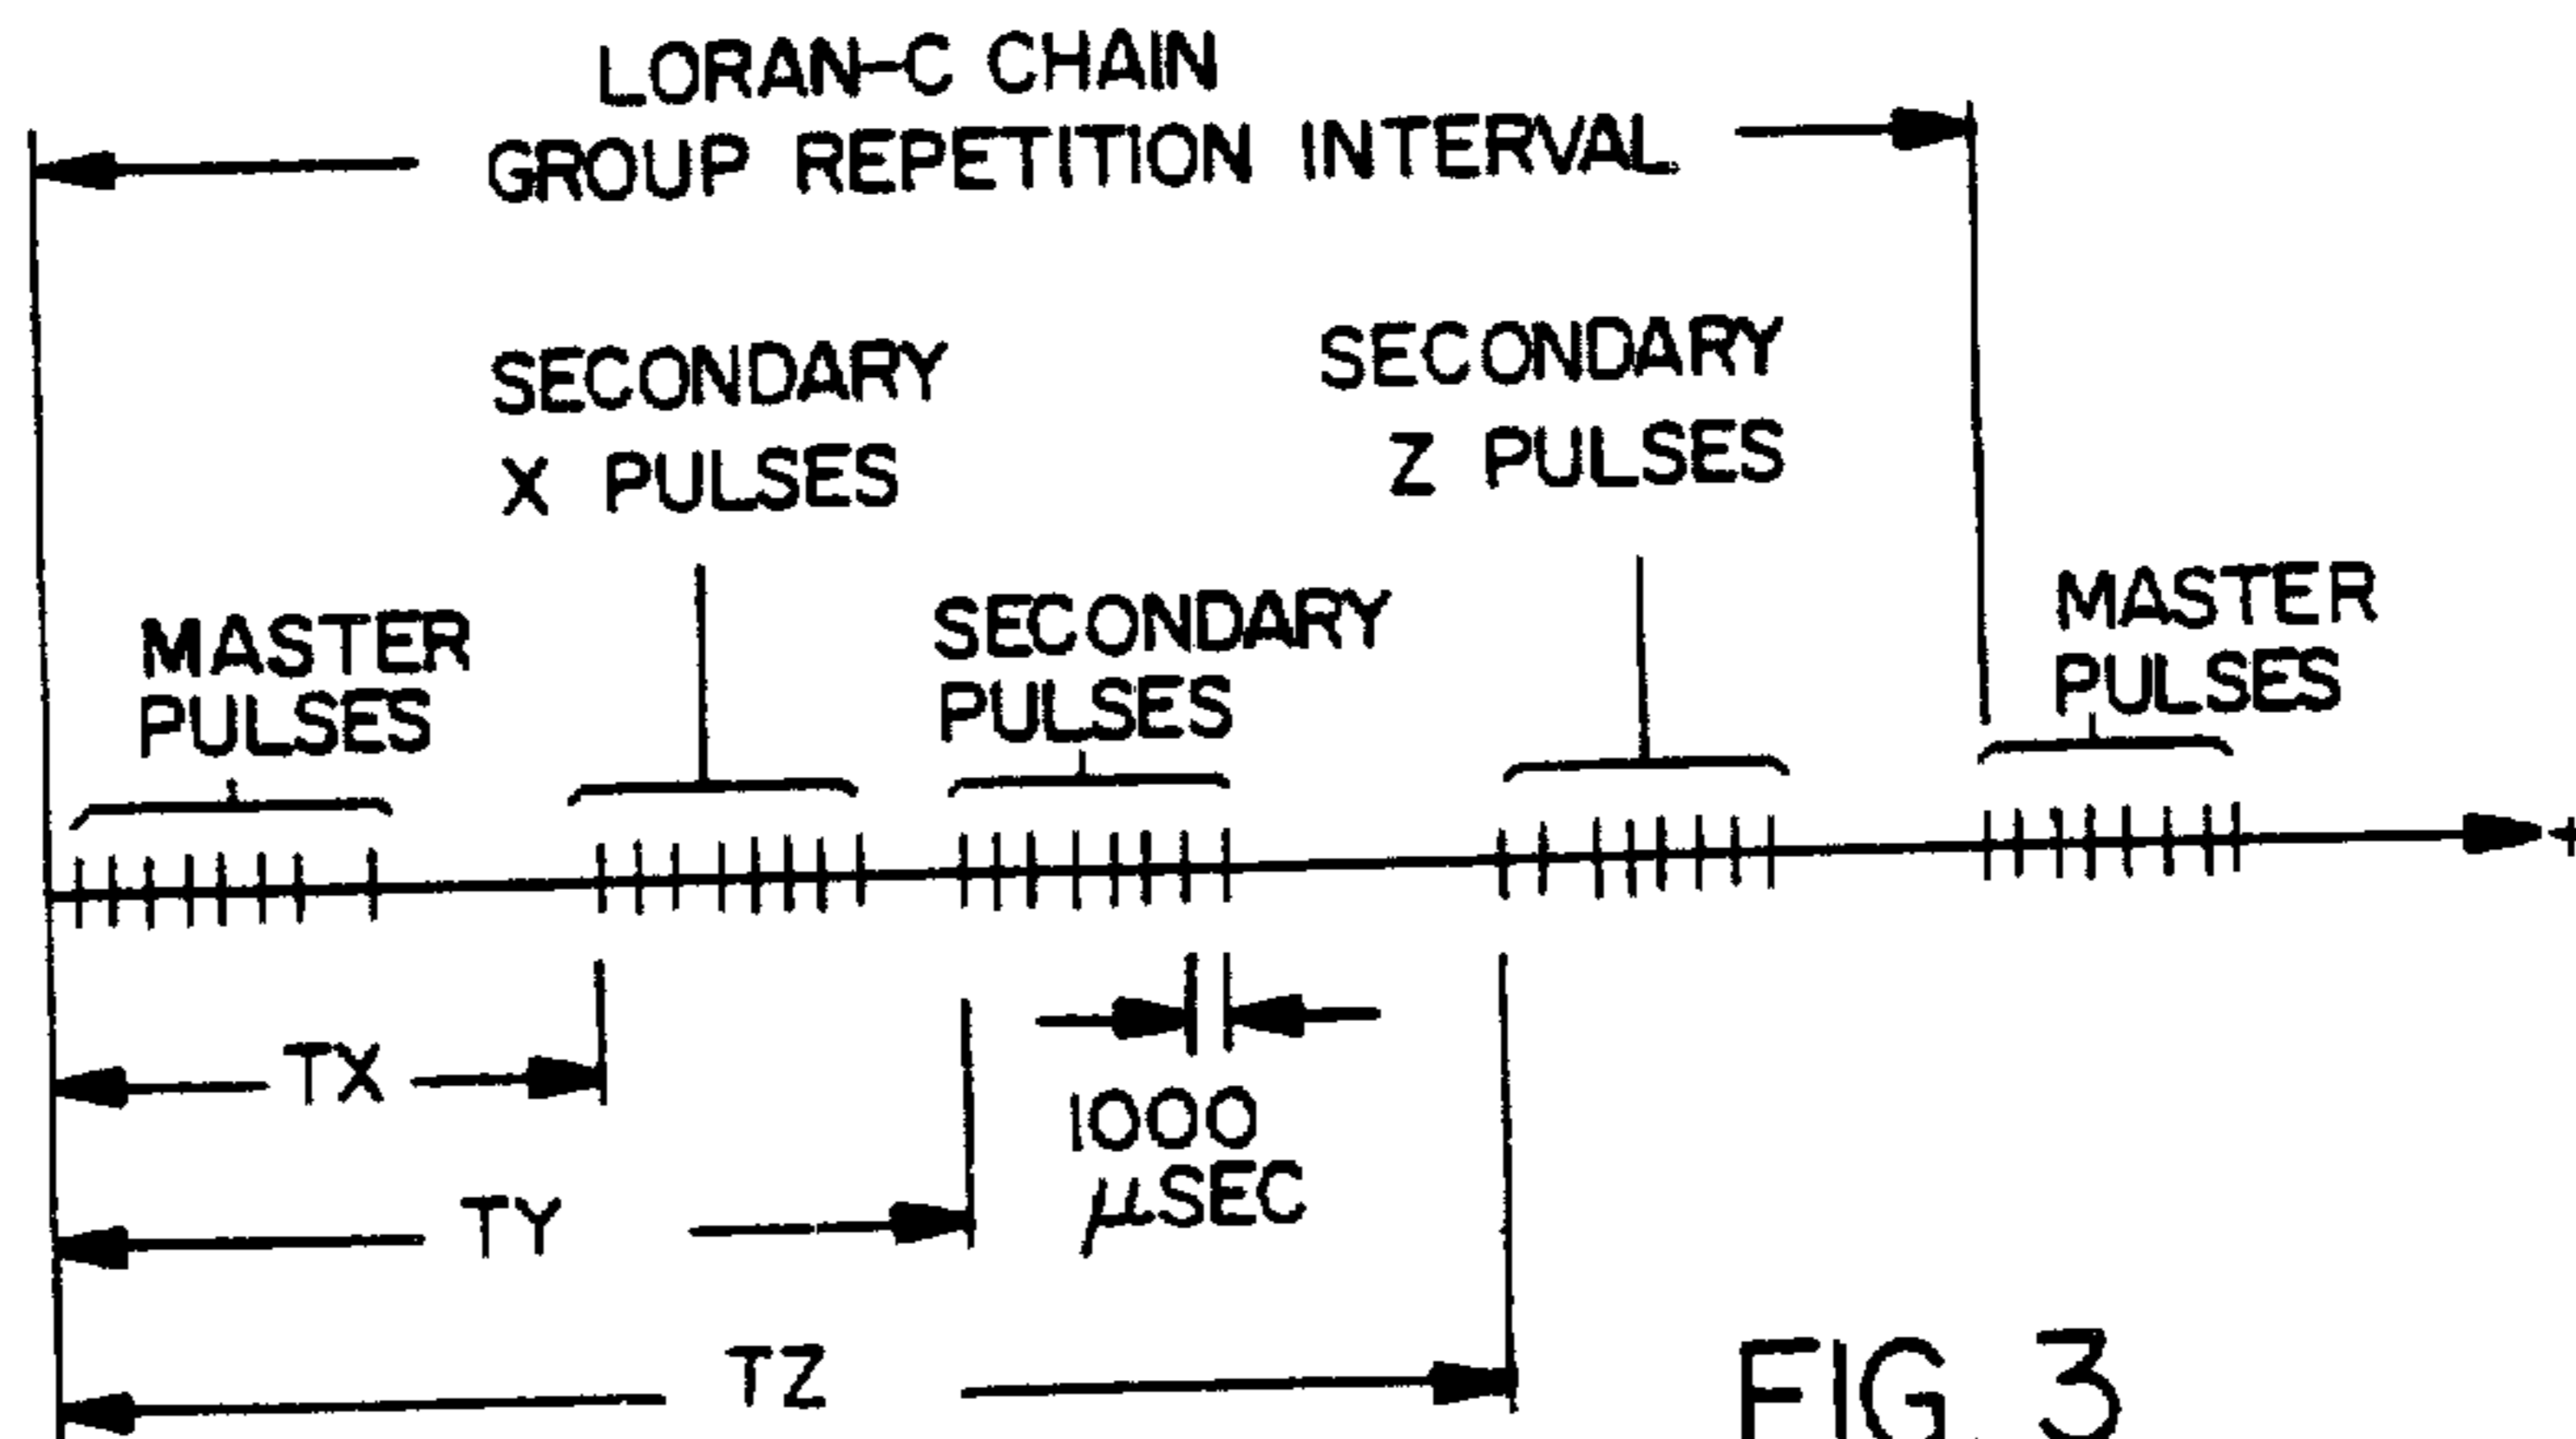 LORAN-C CHAIN
GROUP REPETITION INTERVAL
SECONDARY
X PULSES
SECONDARY
Z PULSES
MASTER
PULSES
SECONDARY
PULSES
MASTER
PULSES
TX
TY
TZ
1000
µSEC
FIG. 3